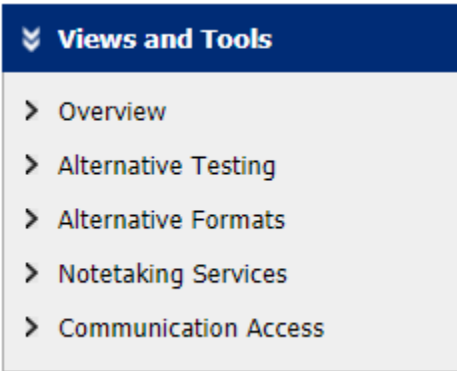 Views and Tools
Overview
Alternative Testing
Alternative Formats
Notetaking Services
Communication Access